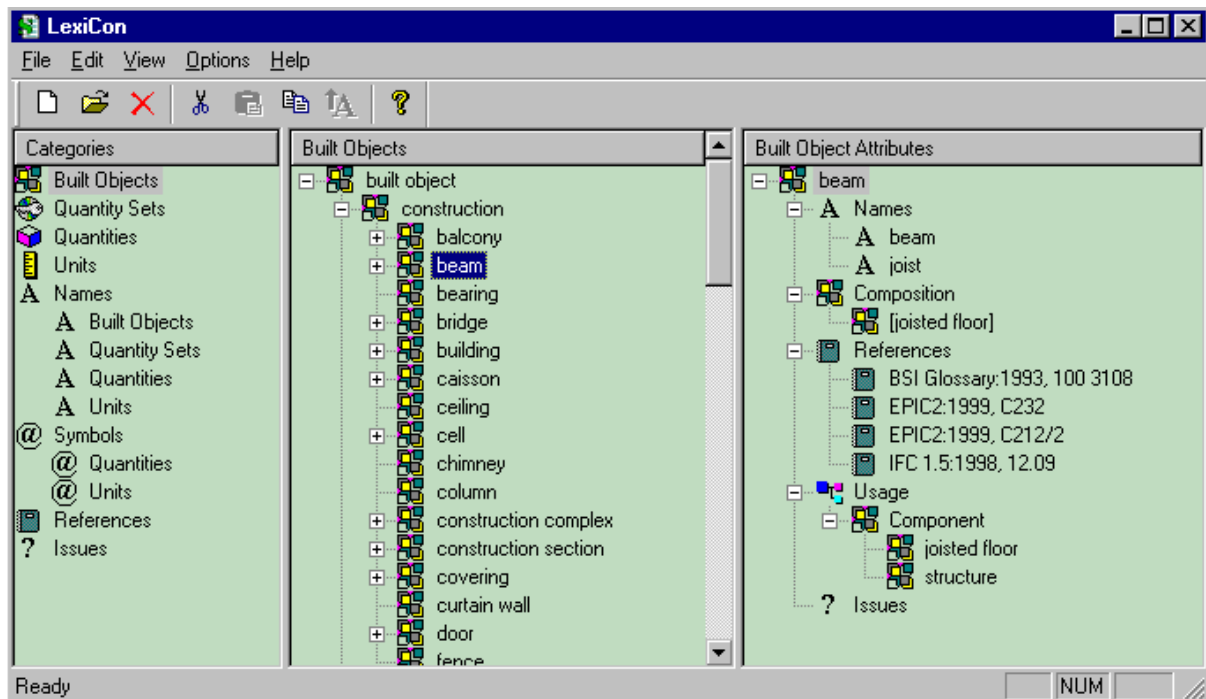 LexiCon
File Edit View Options Help
Categories
Built Objects
Quantity Sets
Quantities
Units
A Names
A Built Objects
A Quantity Sets
A Quantities
A Units
@ Symbols
@ Quantities
@ Units
References
? Issues
Built Objects
built object
construction
balcony
beam
bearing
bridge
building
caisson
ceiling
cell
chimney
column
construction complex
construction section
covering
curtain wall
door
fence
Built Object Attributes
beam
A Names
A beam
A joist
Composition
[joisted floor]
References
BSI Glossary:1993, 100 3108
EPIC2:1999, C232
EPIC2:1999, C212/2
IFC 1.5:1998, 12.09
Usage
Component
joisted floor
structure
? Issues
Ready
NUM